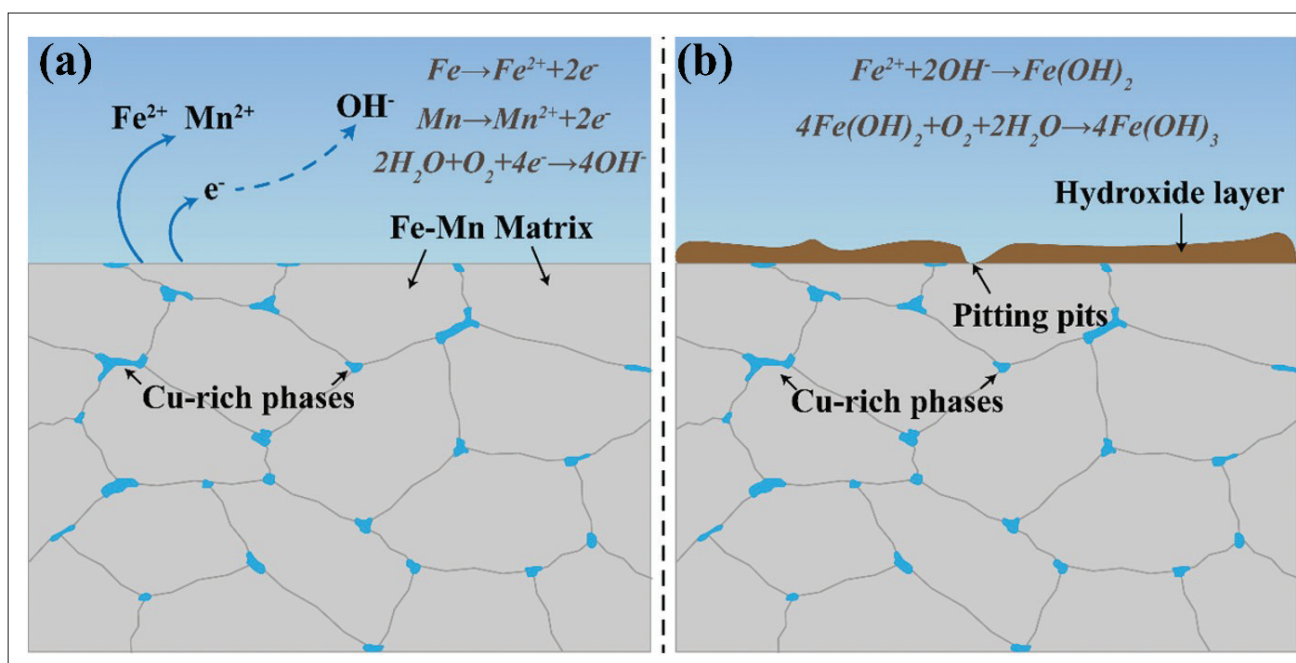 (a)
Fe→Fe²⁺+2e⁻
Mn→Mn²⁺+2e⁻
2H₂O+O₂+4e⁻→4OH⁻
Fe²⁺ Mn²⁺
OH⁻
e⁻
Fe-Mn Matrix
Cu-rich phases
(b)
Fe²⁺+2OH⁻→Fe(OH)₂
4Fe(OH)₂+O₂+2H₂O→4Fe(OH)₃
Hydroxide layer
Pitting pits
Cu-rich phases